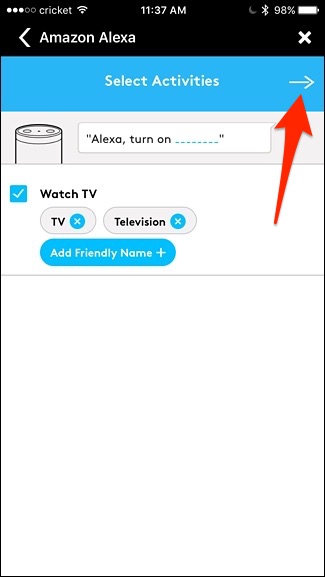 cricket 11:37 AM 98%
Amazon Alexa
Select Activities
"Alexa, turn on ________"
Watch TV
TV Television
Add Friendly Name +